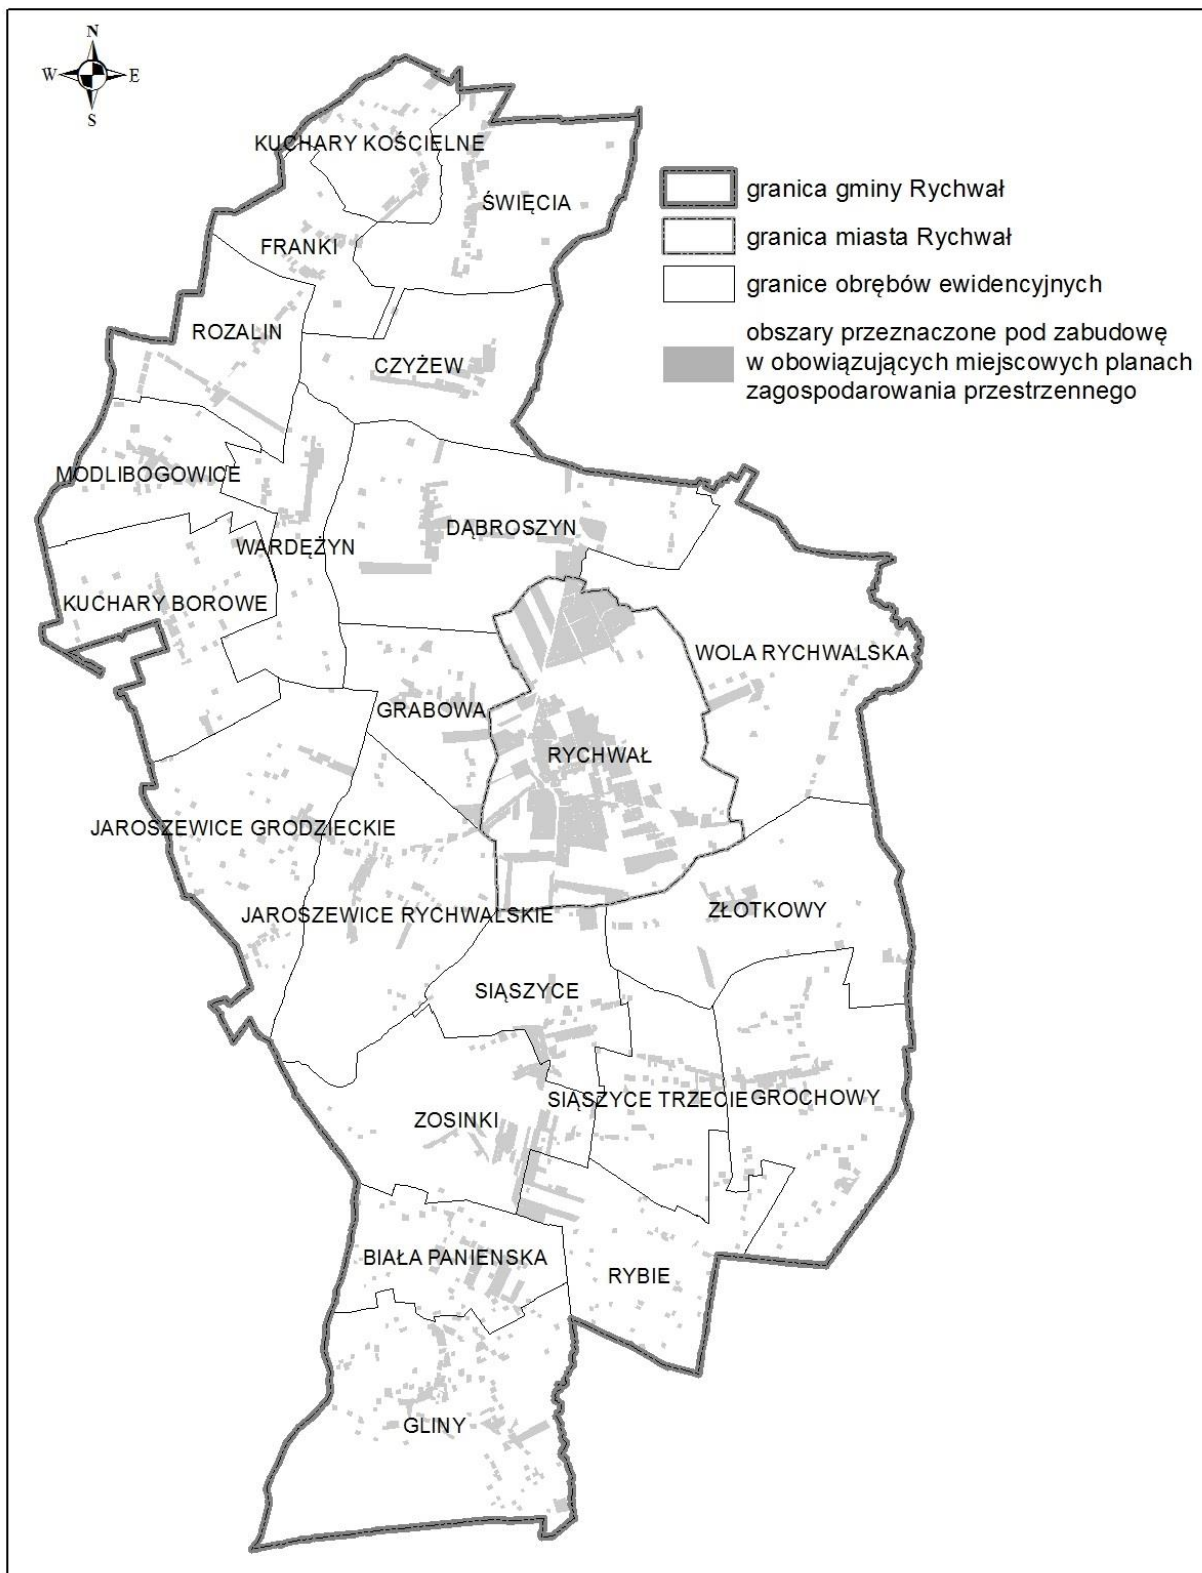 N
W E
S
KUCHARY KOŚCIELNE
granica gminy Rychwał
ŚWIĘCIA
granica miasta Rychwał
FRANKI
granice obrębów ewidencyjnych
ROZALIN
obszary przeznaczone pod zabudowę
w obowiązujących miejscowych planach
zagospodarowania przestrzennego
CZYŻEW
MODLIBOGOWICE
DĄBROSZYN
WARDĘŻYN
KUCHARY BOROWE
WOLA RYCHWALSKA
GRABOWA
RYCHWAŁ
JAROSZEWICE GRODZIECKIE
JAROSZEWICE RYCHWALSKIE
ZŁOTKOWY
SIĄSZYCE
SIĄSZYCE TRZECIE
GROCHOWY
ZOSINKI
BIAŁA PANIENSKA
RYBIE
GLINY